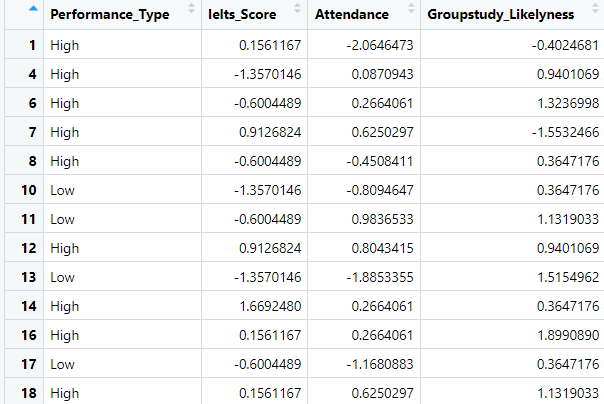 Performance_Type Ielts_Score Attendance Groupstudy_Likelyness
1 High 0.1561167 -2.0646473 -0.4024681
4 High -1.3570146 0.0870943 0.9401069
6 High -0.6004489 0.2664061 1.3236998
7 High 0.9126824 0.6250297 -1.5532466
8 High -0.6004489 -0.4508411 0.3647176
10 Low -1.3570146 -0.8094647 0.3647176
11 Low -0.6004489 0.9836533 1.1319033
12 High 0.9126824 0.8043415 0.9401069
13 Low -1.3570146 -1.8853355 1.5154962
14 High 1.6692480 0.2664061 0.3647176
16 High 0.1561167 0.2664061 1.8990890
17 Low -0.6004489 -1.1680883 0.3647176
18 High 0.1561167 0.6250297 1.1319033